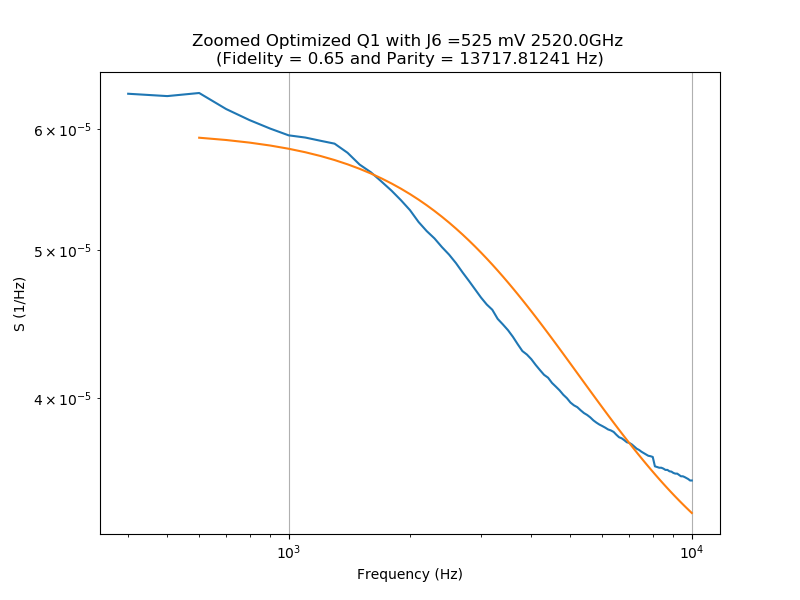 Zoomed Optimized Q1 with J6 =525 mV 2520.0GHz
(Fidelity = 0.65 and Parity = 13717.81241 Hz)
6 × 10⁻⁵
5 × 10⁻⁵
4 × 10⁻⁵
S (1/Hz)
10³
10⁴
Frequency (Hz)